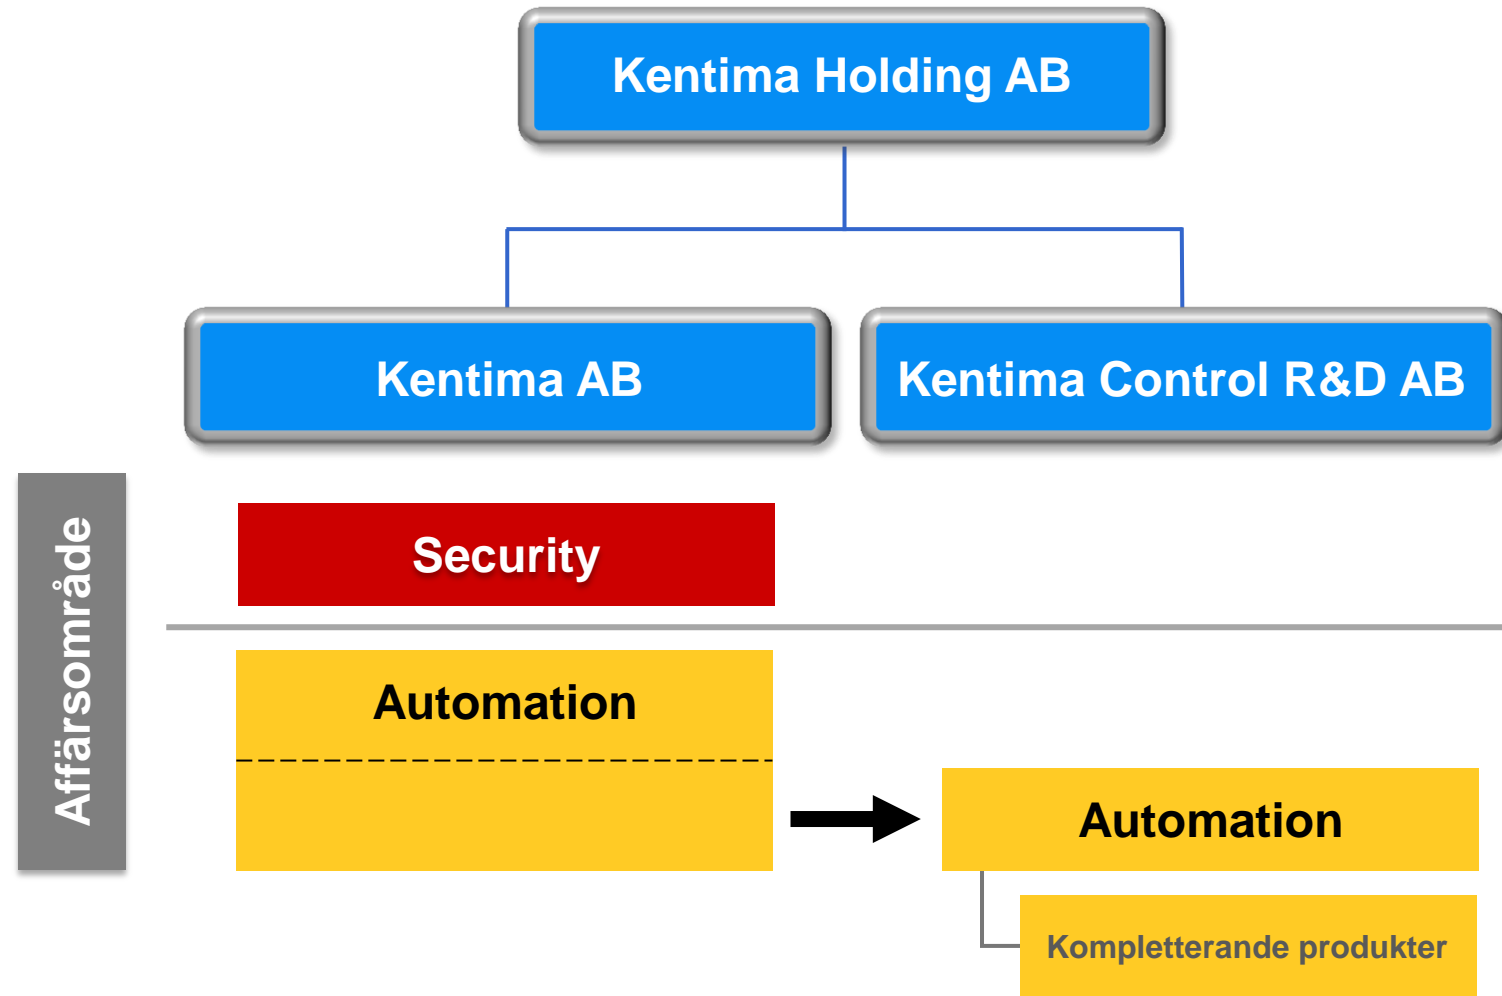 Kentima Holding AB
Kentima AB
Kentima Control R&D AB
Affärsområde
Security
Automation
Automation
Kompletterande produkter